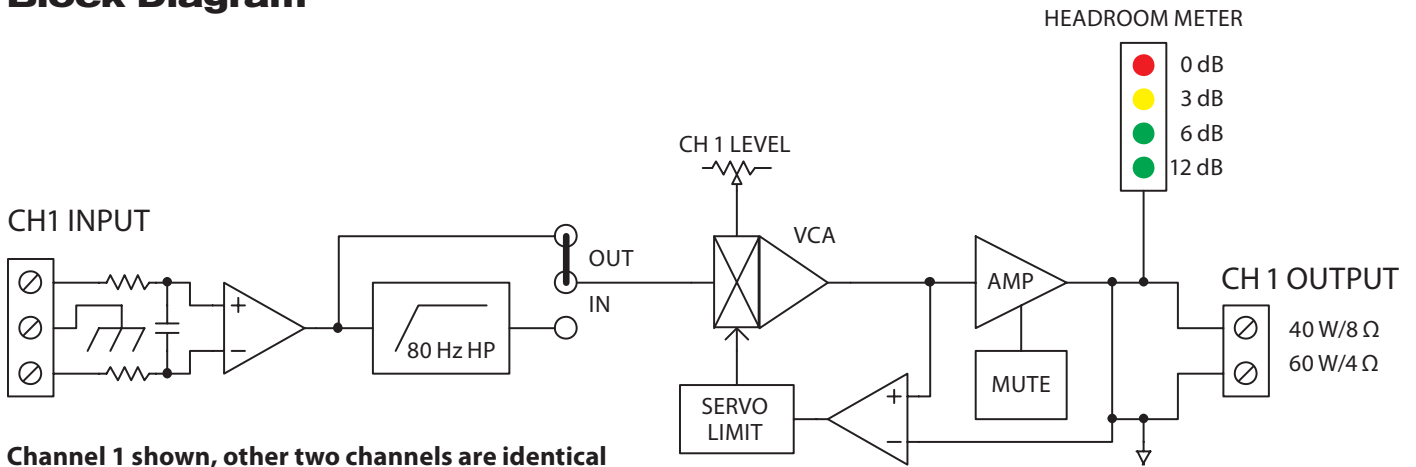 Block Diagram
HEADROOM METER
0 dB
3 dB
6 dB
12 dB
CH 1 LEVEL
CH1 INPUT
VCA
OUT
IN
AMP
CH 1 OUTPUT
+
−
80 Hz HP
40 W/8 Ω
60 W/4 Ω
MUTE
SERVO
LIMIT
+
−
Channel 1 shown, other two channels are identical